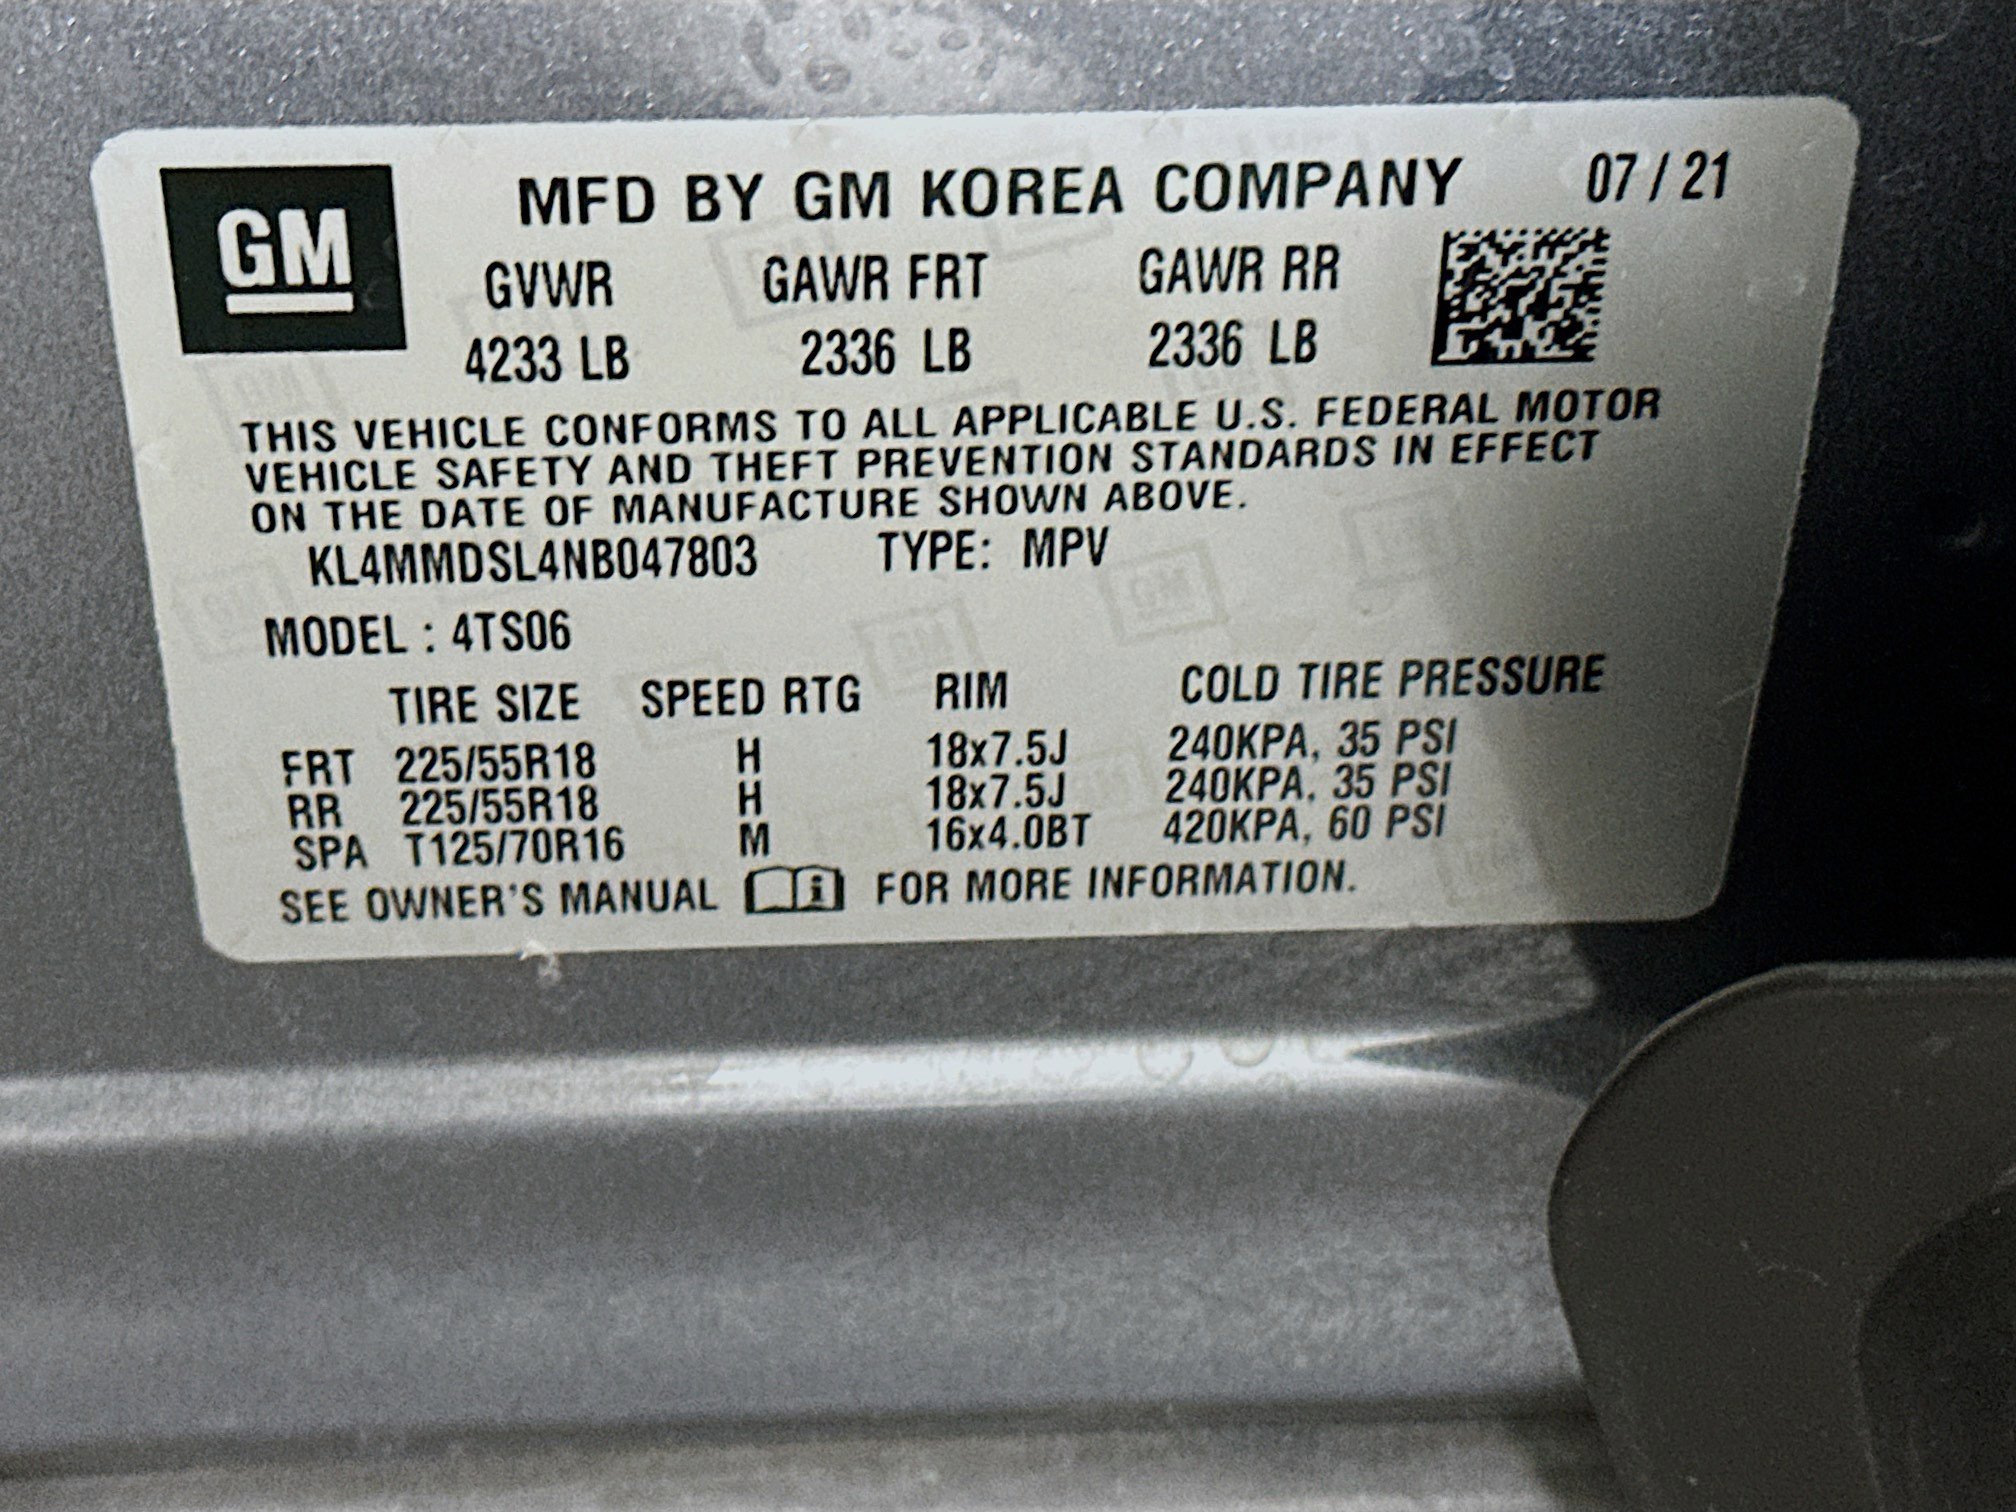 GM
MFD BY GM KOREA COMPANY 07 / 21
GVWR GAWR FRT GAWR RR
4233 LB 2336 LB 2336 LB
THIS VEHICLE CONFORMS TO ALL APPLICABLE U.S. FEDERAL MOTOR
VEHICLE SAFETY AND THEFT PREVENTION STANDARDS IN EFFECT
ON THE DATE OF MANUFACTURE SHOWN ABOVE.
KL4MMDSL4NB047803 TYPE: MPV
MODEL : 4TS06
TIRE SIZE SPEED RTG RIM COLD TIRE PRESSURE
FRT 225/55R18 H 18x7.5J 240KPA, 35 PSI
RR 225/55R18 H 18x7.5J 240KPA, 35 PSI
SPA T125/70R16 M 16x4.0BT 420KPA, 60 PSI
SEE OWNER'S MANUAL i FOR MORE INFORMATION.